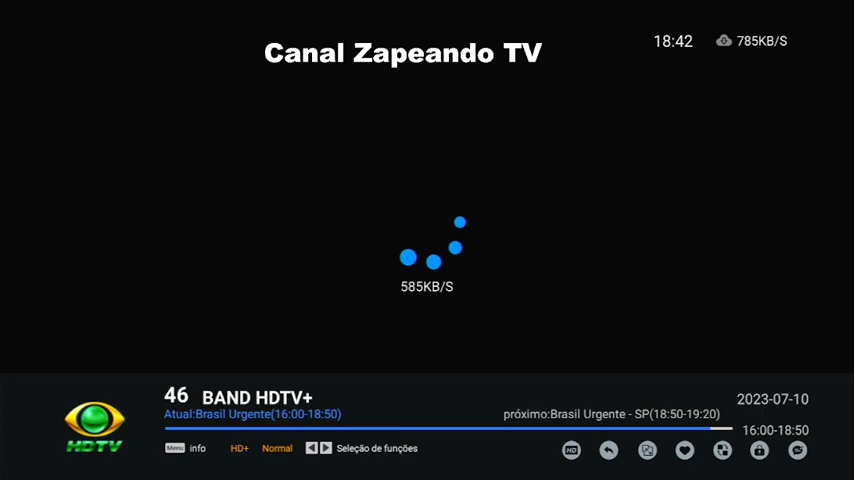 Canal Zapeando TV
18:42
785KB/S
585KB/S
46 BAND HDTV+
2023-07-10
Atual:Brasil Urgente(16:00-18:50)
próximo:Brasil Urgente - SP(18:50-19:20)
16:00-18:50
HDTV
Menu info HD+ Normal Seleção de funções
HD